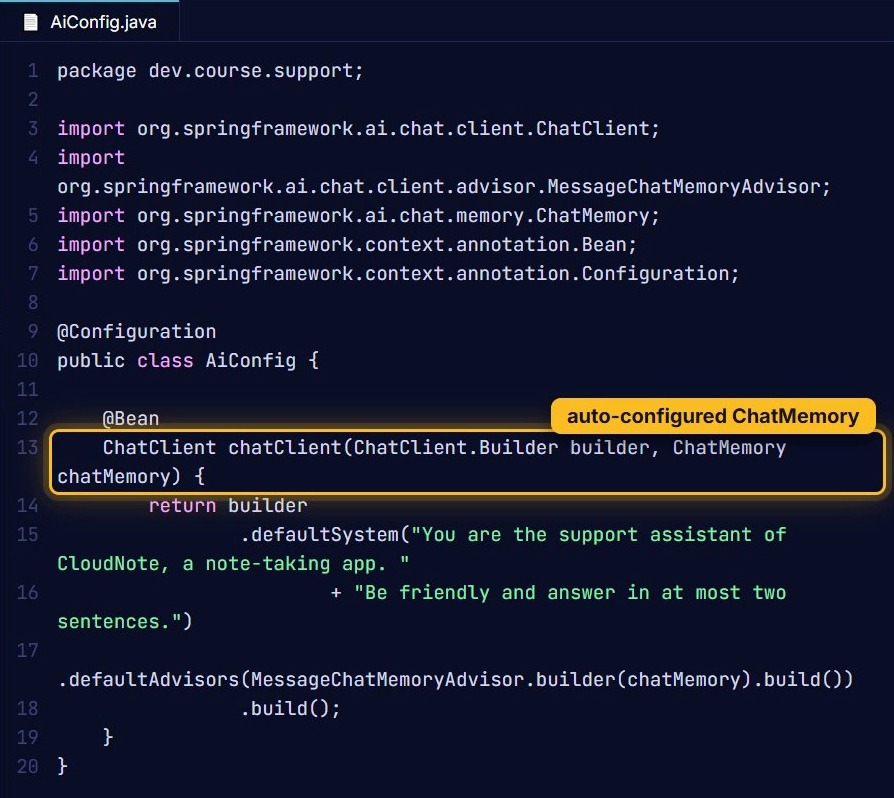 AiConfig.java
1 package dev.course.support;
2
3 import org.springframework.ai.chat.client.ChatClient;
4 import
org.springframework.ai.chat.client.advisor.MessageChatMemoryAdvisor;
5 import org.springframework.ai.chat.memory.ChatMemory;
6 import org.springframework.context.annotation.Bean;
7 import org.springframework.context.annotation.Configuration;
8
9 @Configuration
10 public class AiConfig {
11
auto-configured ChatMemory
12 @Bean
13 ChatClient chatClient(ChatClient.Builder builder, ChatMemory
chatMemory) {
14 return builder
15 .defaultSystem("You are the support assistant of
CloudNote, a note-taking app. "
16 + "Be friendly and answer in at most two
sentences.")
17
.defaultAdvisors(MessageChatMemoryAdvisor.builder(chatMemory).build())
18 .build();
19 }
20 }